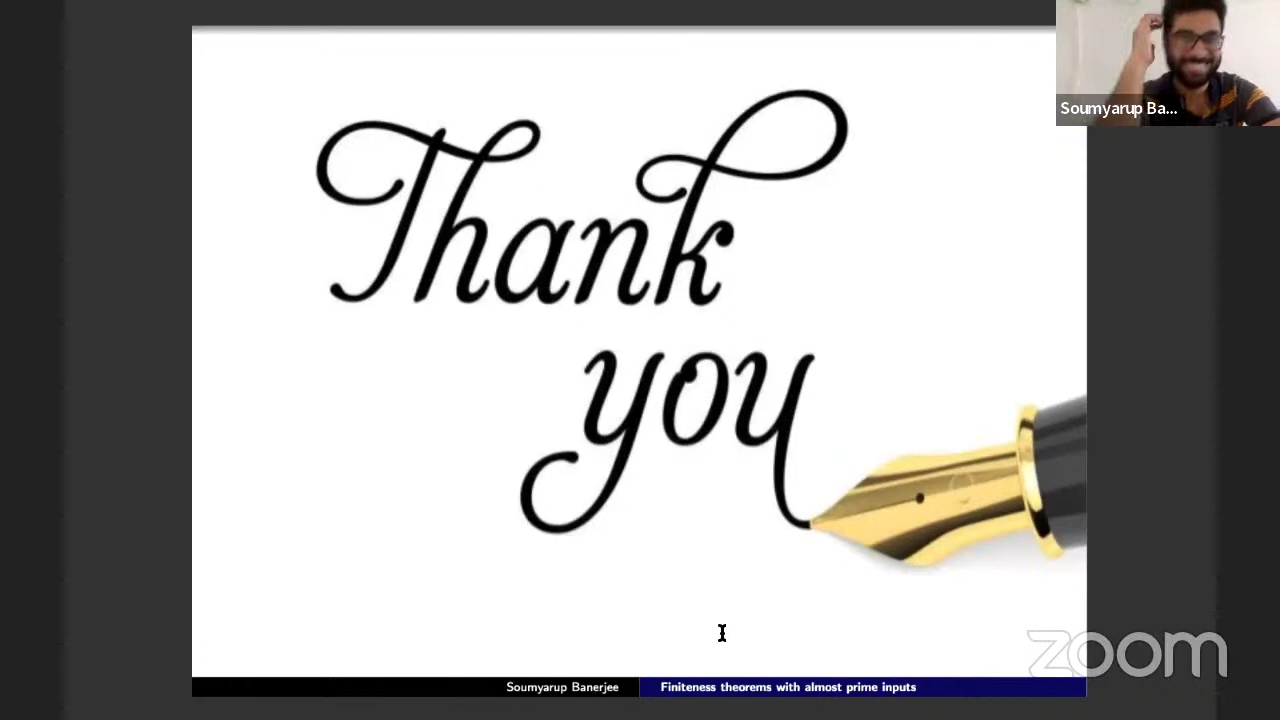 Soumyarup Ba...
Thank
you
zoom
Soumyarup Banerjee
Finiteness theorems with almost prime inputs